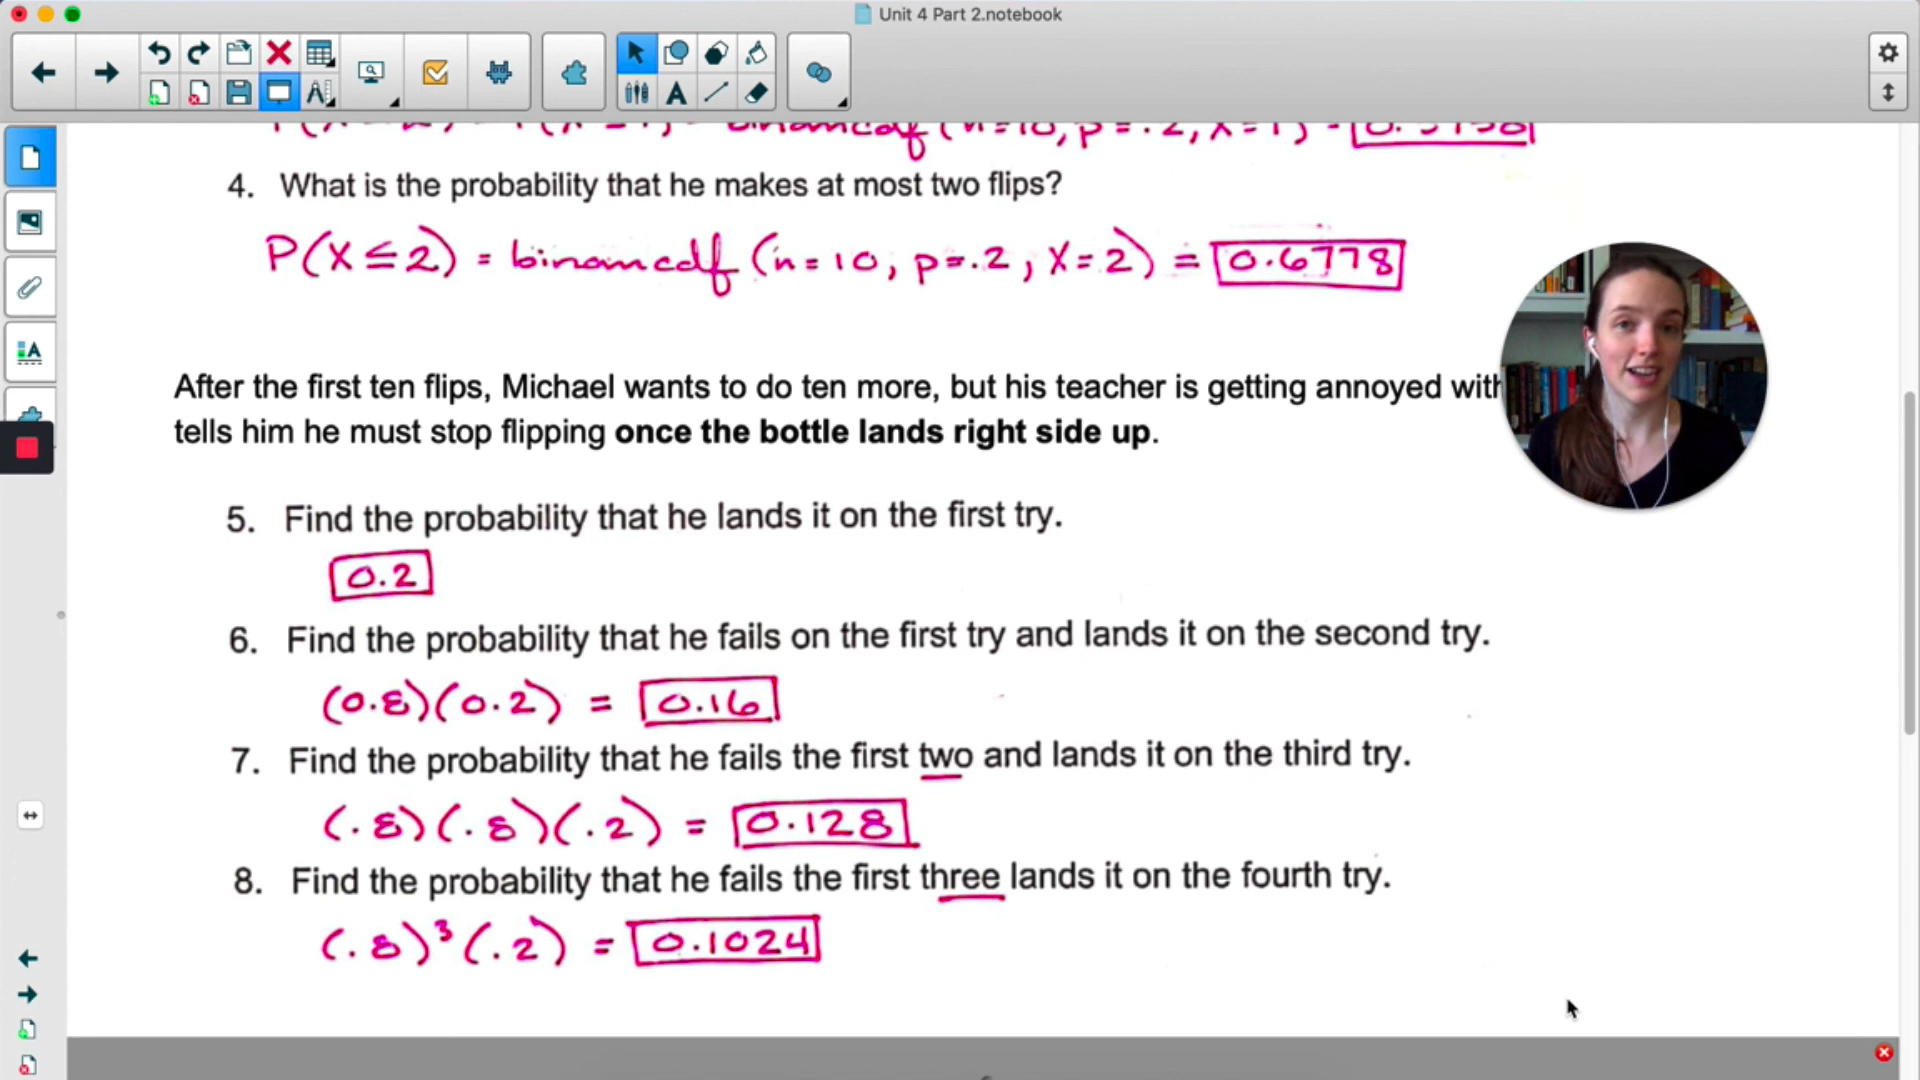 Unit 4 Part 2.notebook
binomcdf (n=10, p=.2, X=1)
4. What is the probability that he makes at most two flips?
P(X≤2) = binomcdf (n=10, p=.2, X=2) = 0.6778
After the first ten flips, Michael wants to do ten more, but his teacher is getting annoyed with
tells him he must stop flipping once the bottle lands right side up.
5. Find the probability that he lands it on the first try.
0.2
6. Find the probability that he fails on the first try and lands it on the second try.
(0.8)(0.2) = 0.16
7. Find the probability that he fails the first two and lands it on the third try.
(.8)(.8)(.2) = 0.128
8. Find the probability that he fails the first three lands it on the fourth try.
(.8)³(.2) = 0.1024